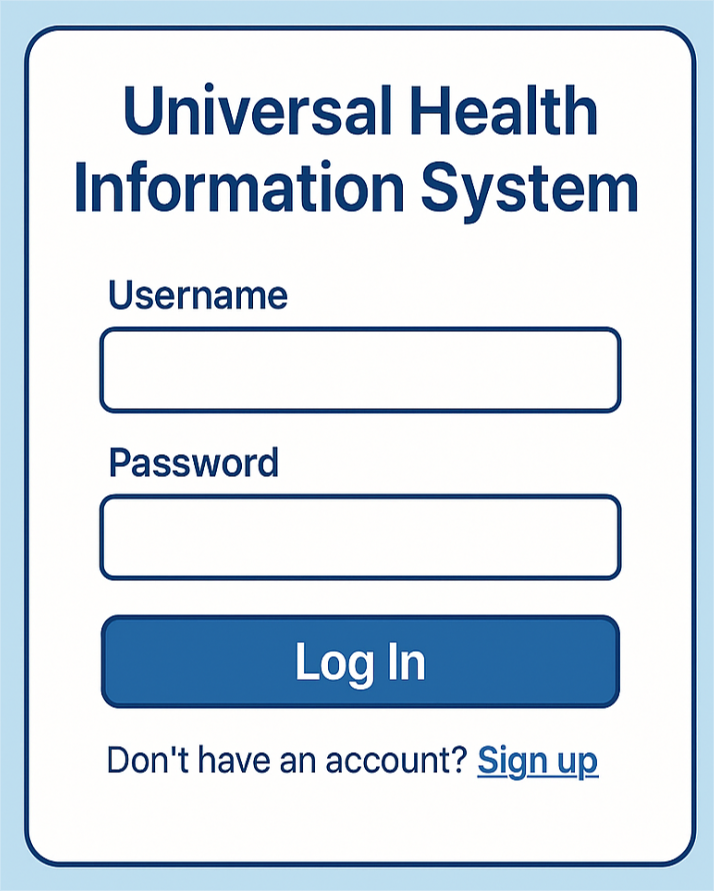 Universal Health
Information System
Username
Password
Log In
Don't have an account? Sign up